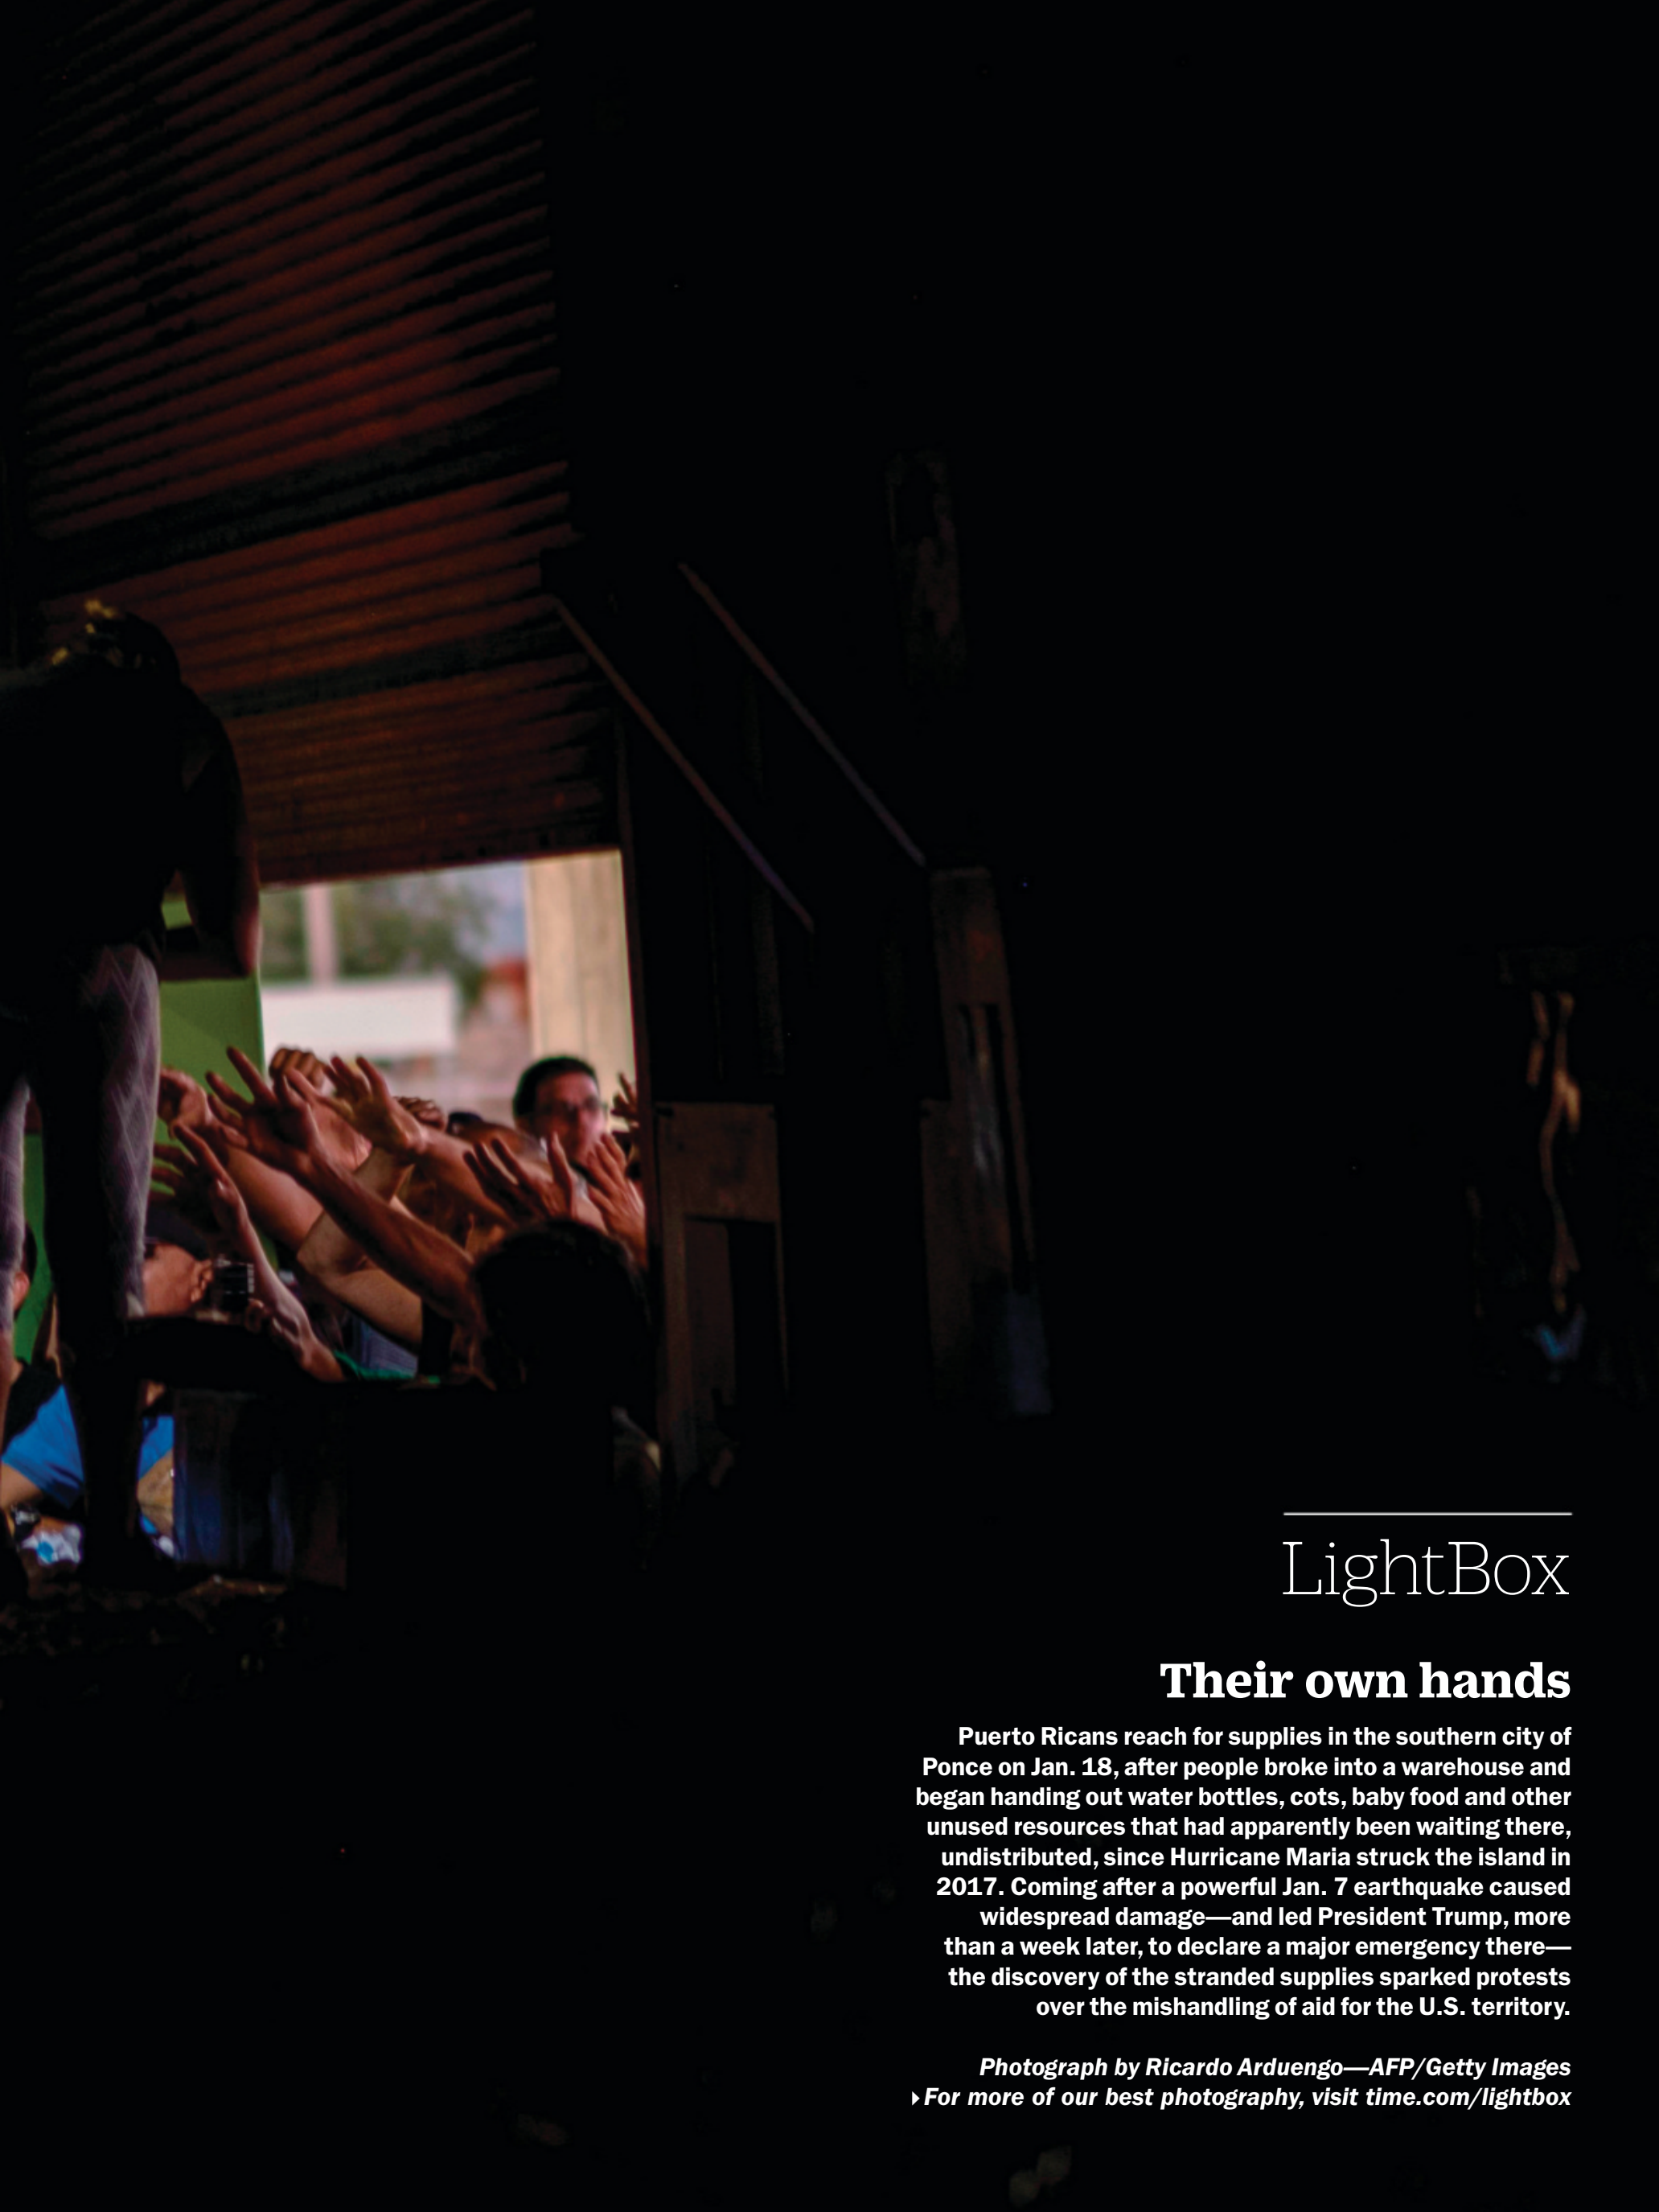 LightBox
Their own hands
Puerto Ricans reach for supplies in the southern city of
Ponce on Jan. 18, after people broke into a warehouse and
began handing out water bottles, cots, baby food and other
unused resources that had apparently been waiting there,
undistributed, since Hurricane Maria struck the island in
2017. Coming after a powerful Jan. 7 earthquake caused
widespread damage—and led President Trump, more
than a week later, to declare a major emergency there—
the discovery of the stranded supplies sparked protests
over the mishandling of aid for the U.S. territory.
Photograph by Ricardo Arduengo—AFP/Getty Images
▸For more of our best photography, visit time.com/lightbox